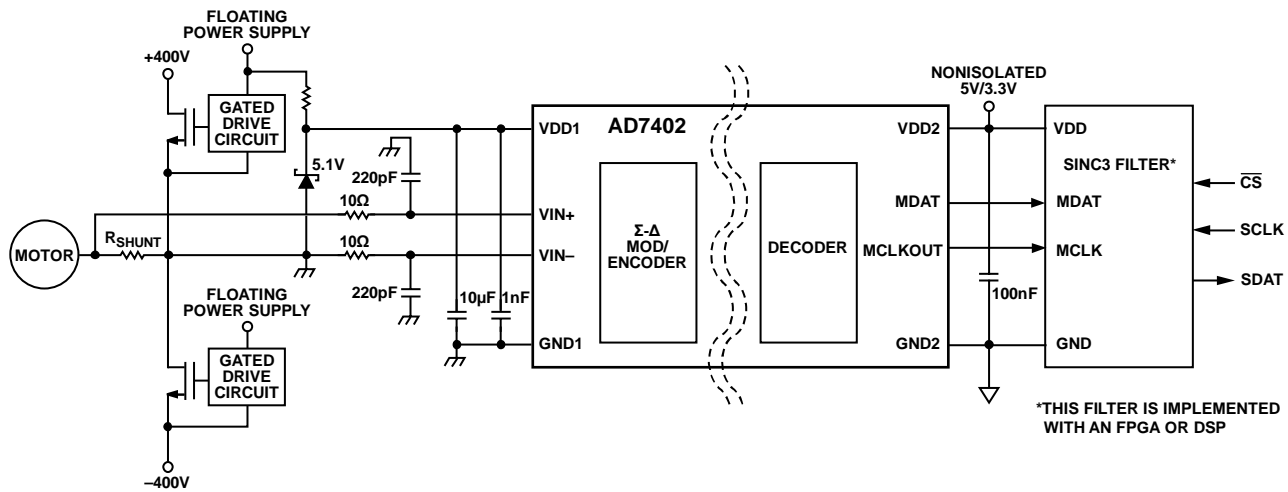 FLOATING
POWER SUPPLY
+400V
GATED
DRIVE
CIRCUIT
5.1V
220pF
10Ω
10Ω
220pF
MOTOR
RSHUNT
FLOATING
POWER SUPPLY
GATED
DRIVE
CIRCUIT
–400V
10µF
1nF
VDD1
VIN+
VIN–
GND1
AD7402
Σ-Δ
MOD/
ENCODER
DECODER
VDD2
MDAT
MCLKOUT
GND2
NONISOLATED
5V/3.3V
100nF
VDD
SINC3 FILTER*
MDAT
MCLK
GND
CS
SCLK
SDAT
*THIS FILTER IS IMPLEMENTED
WITH AN FPGA OR DSP